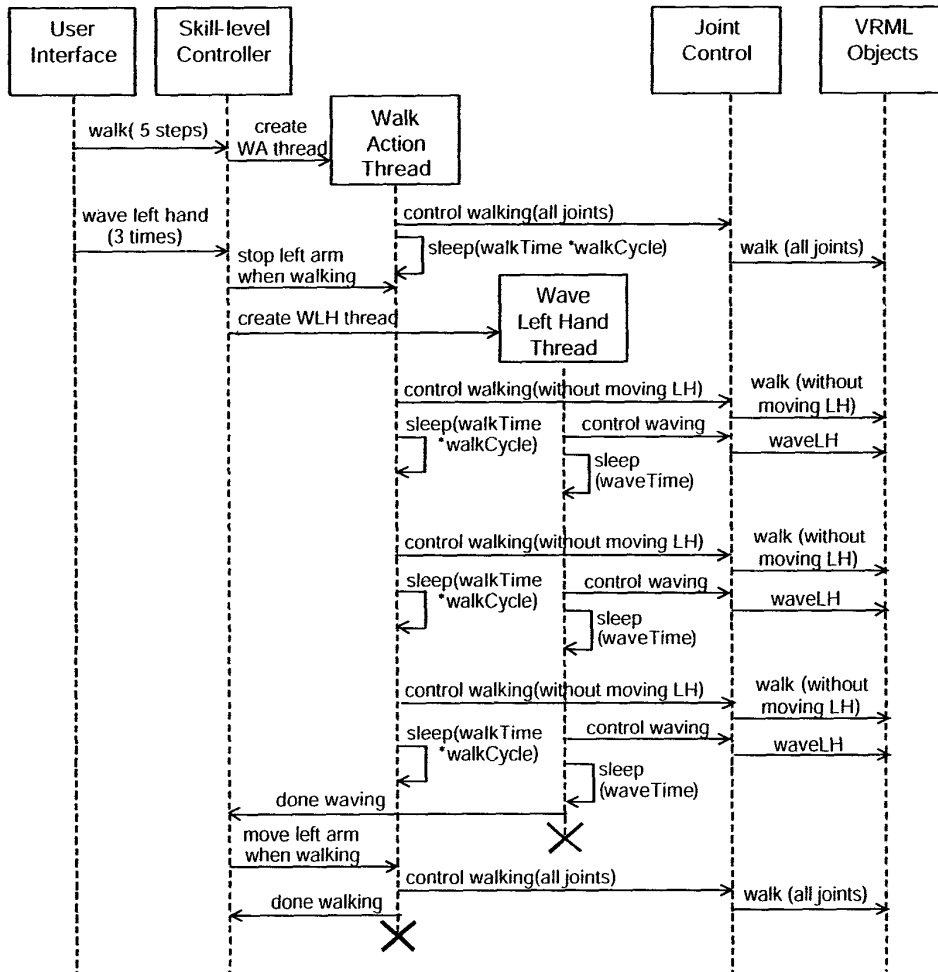 User
Interface
Skill-level
Controller
Joint
Control
VRML
Objects
walk( 5 steps)
create
WA thread
Walk
Action
Thread
control walking(all joints)
wave left hand
(3 times)
sleep(walkTime *walkCycle)
walk (all joints)
stop left arm
when walking
Wave
Left Hand
Thread
create WLH thread
control walking(without moving LH)
walk (without
moving LH)
sleep(walkTime
*walkCycle)
control waving
waveLH
sleep
(waveTime)
control walking(without moving LH)
walk (without
moving LH)
sleep(walkTime
*walkCycle)
control waving
waveLH
sleep
(waveTime)
control walking(without moving LH)
walk (without
moving LH)
sleep(walkTime
*walkCycle)
control waving
waveLH
sleep
(waveTime)
done waving
move left arm
when walking
control walking(all joints)
walk (all joints)
done walking